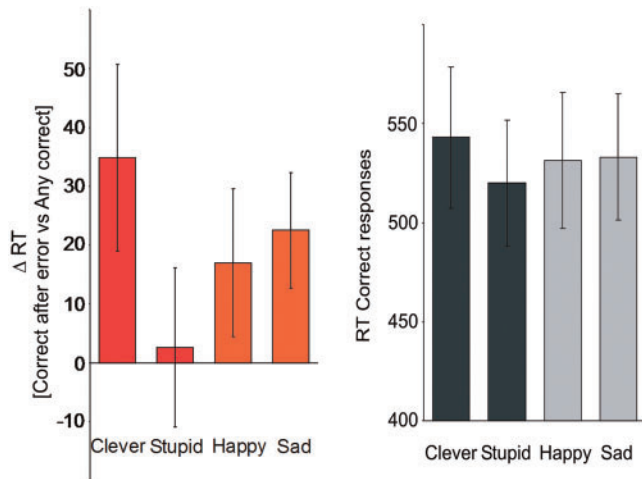 Δ RT
[Correct after error vs Any correct]
50
40
30
20
10
0
-10
Clever Stupid Happy Sad
RT Correct responses
550
500
450
400
Clever Stupid Happy Sad